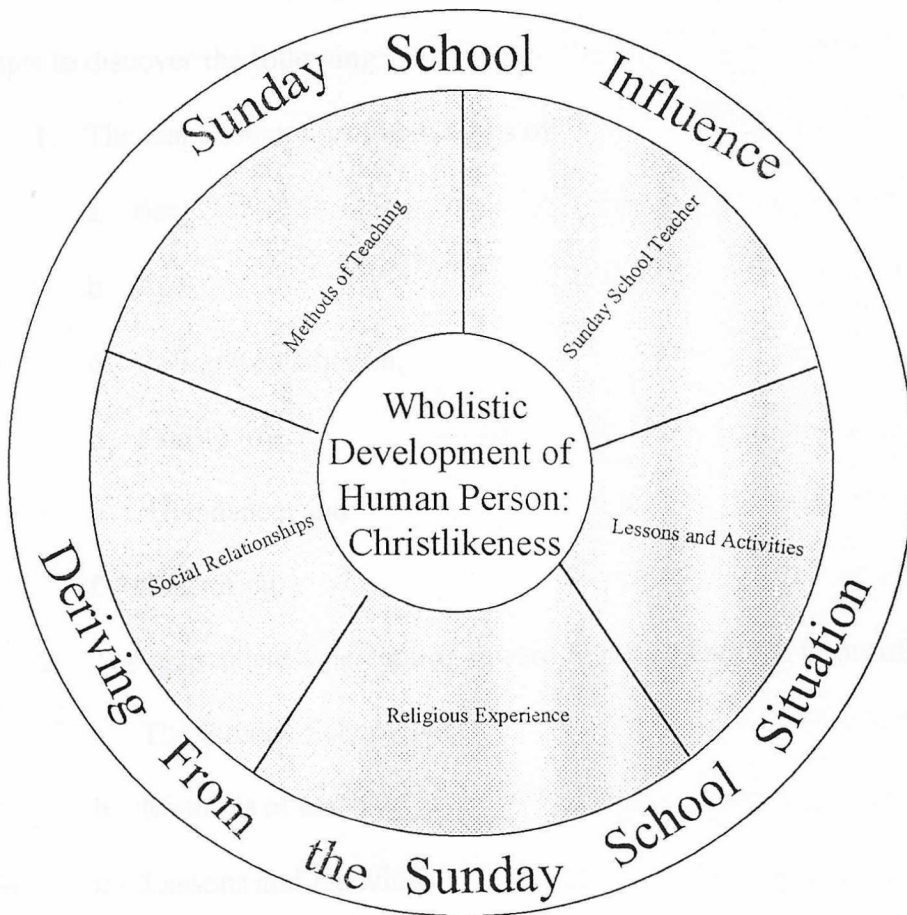 Sunday School Influence
Methods of Teaching
Sunday School Teacher
Wholistic
Development of
Human Person:
Christlikeness
Social Relationships
Lessons and Activities
Religious Experience
Deriving From the Sunday School Situation